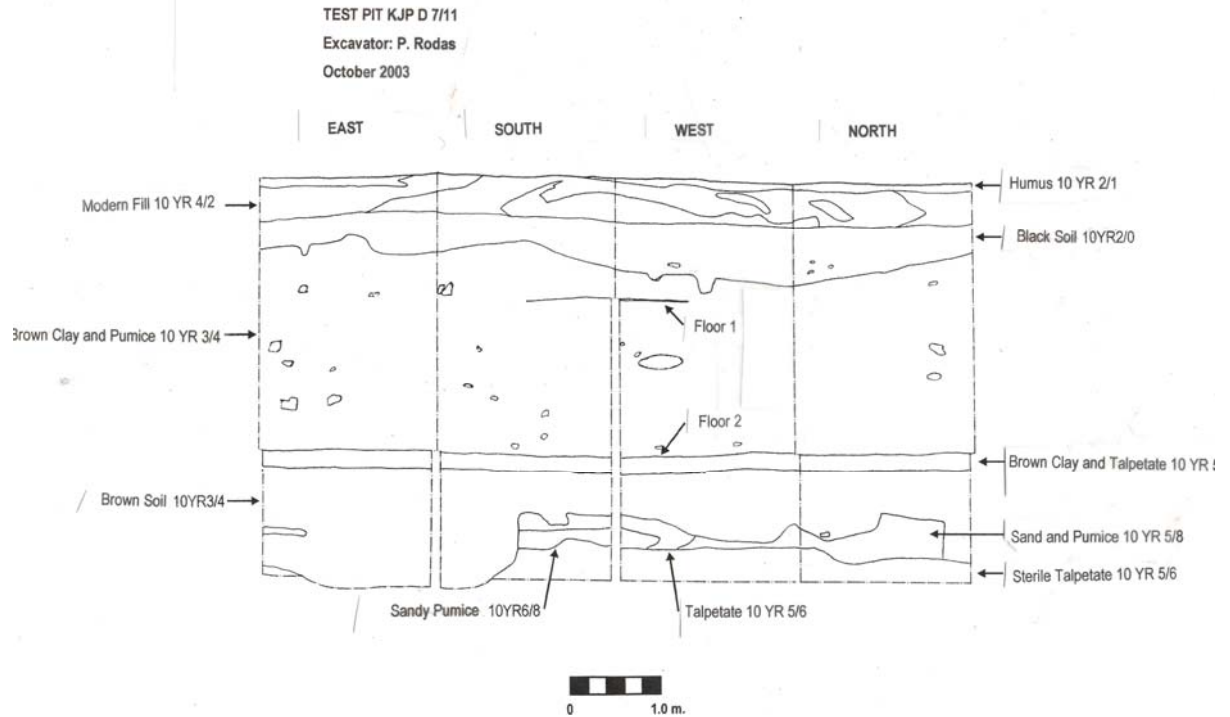 TEST PIT KJP D 7/11
Excavator: P. Rodas
October 2003
EAST SOUTH WEST NORTH
Modern Fill 10 YR 4/2
Humus 10 YR 2/1
Black Soil 10YR2/0
Floor 1
Brown Clay and Pumice 10 YR 3/4
Floor 2
Brown Clay and Talpetate 10 YR
Brown Soil 10YR3/4
Sand and Pumice 10 YR 5/8
Sterile Talpetate 10 YR 5/6
Sandy Pumice 10YR6/8
Talpetate 10 YR 5/6
0 1.0 m.